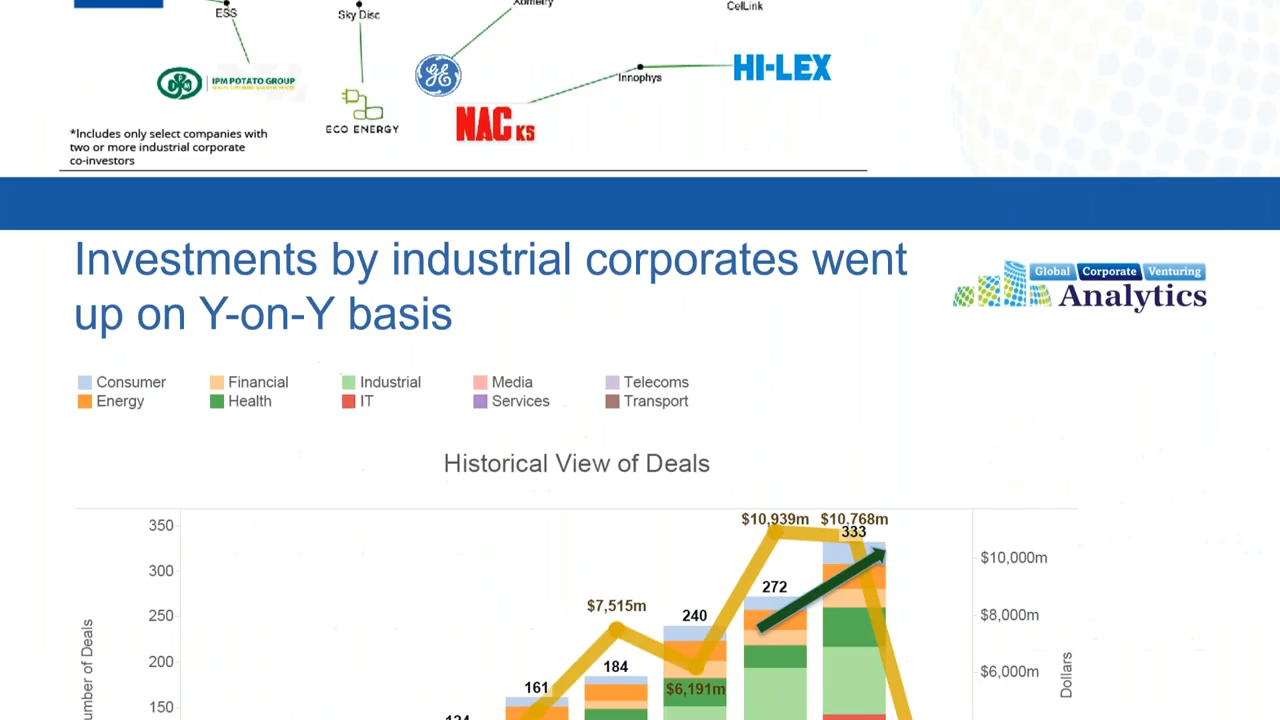 ESS
Sky Disc
Xometry
CelLink
IPM POTATO GROUP
ECO ENERGY
GE
NAC KS
Innophys
HI-LEX
*Includes only select companies with
two or more industrial corporate
co-investors
Investments by industrial corporates went
up on Y-on-Y basis
Global Corporate Venturing
Analytics
Consumer
Financial
Industrial
Media
Telecoms
Energy
Health
IT
Services
Transport
Historical View of Deals
350
300
250
200
150
Number of Deals
134
161
184
240
272
333
$7,515m
$6,191m
$10,939m
$10,768m
$10,000m
$8,000m
$6,000m
Dollars